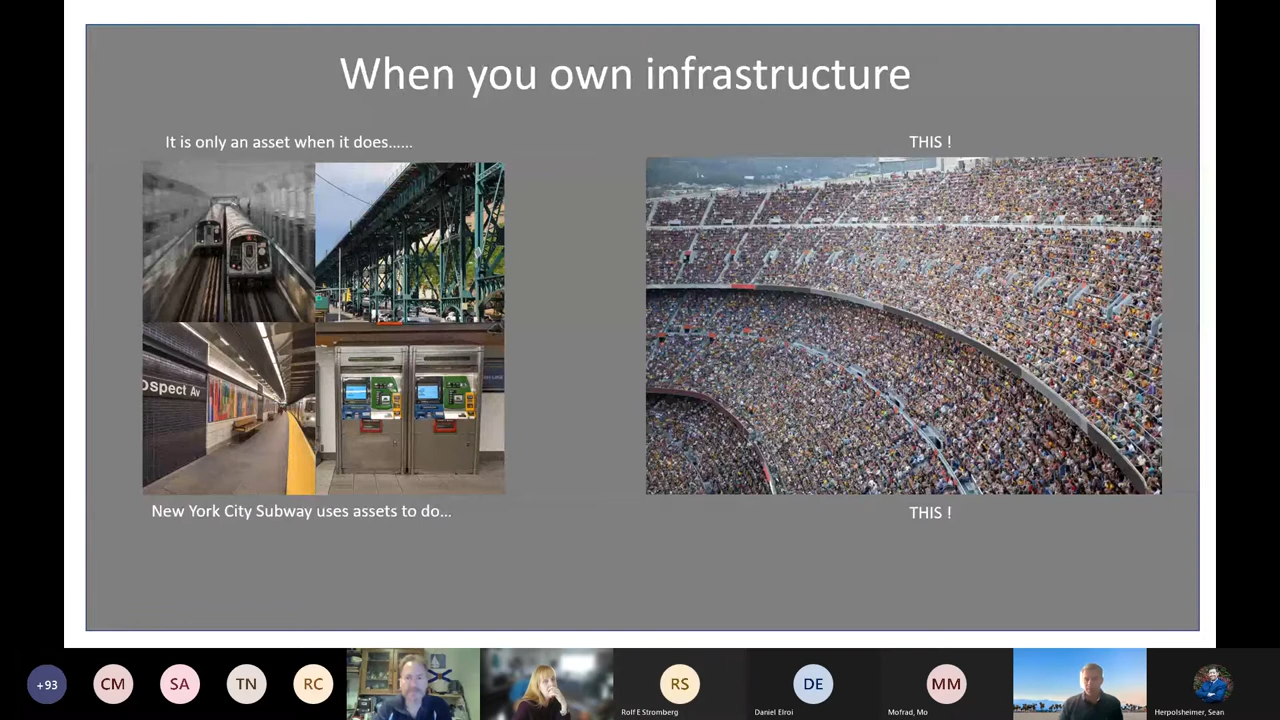 When you own infrastructure
It is only an asset when it does......
THIS !
ospect Av
New York City Subway uses assets to do...
THIS !
+93
CM
SA
TN
RC
RS
Rolf E Stromberg
DE
Daniel Elroi
MM
Mofrad, Mo
Herpolsheimer, Sean